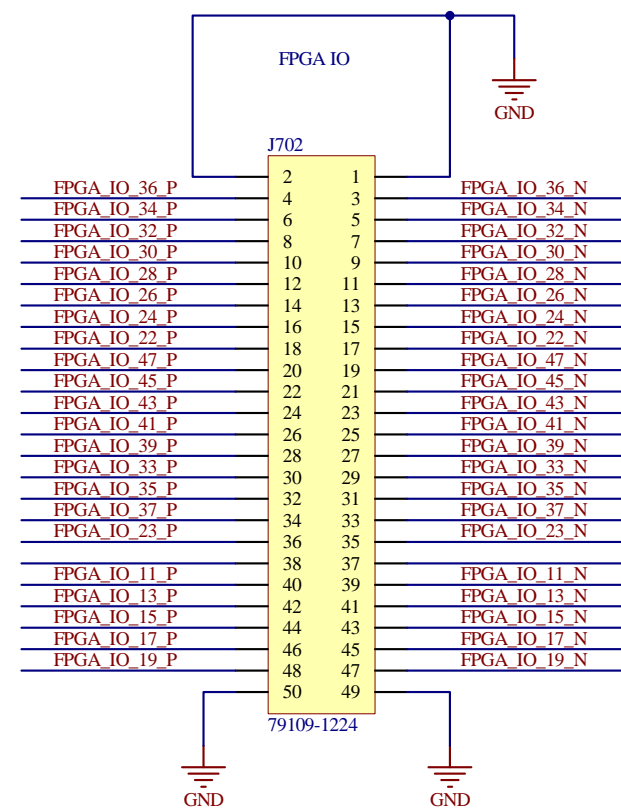 FPGA IO
GND
J702
2 1
FPGA_IO_36_P 4 3 FPGA_IO_36_N
FPGA_IO_34_P 6 5 FPGA_IO_34_N
FPGA_IO_32_P 8 7 FPGA_IO_32_N
FPGA_IO_30_P 10 9 FPGA_IO_30_N
FPGA_IO_28_P 12 11 FPGA_IO_28_N
FPGA_IO_26_P 14 13 FPGA_IO_26_N
FPGA_IO_24_P 16 15 FPGA_IO_24_N
FPGA_IO_22_P 18 17 FPGA_IO_22_N
FPGA_IO_47_P 20 19 FPGA_IO_47_N
FPGA_IO_45_P 22 21 FPGA_IO_45_N
FPGA_IO_43_P 24 23 FPGA_IO_43_N
FPGA_IO_41_P 26 25 FPGA_IO_41_N
FPGA_IO_39_P 28 27 FPGA_IO_39_N
FPGA_IO_33_P 30 29 FPGA_IO_33_N
FPGA_IO_35_P 32 31 FPGA_IO_35_N
FPGA_IO_37_P 34 33 FPGA_IO_37_N
FPGA_IO_23_P 36 35 FPGA_IO_23_N
38 37
FPGA_IO_11_P 40 39 FPGA_IO_11_N
FPGA_IO_13_P 42 41 FPGA_IO_13_N
FPGA_IO_15_P 44 43 FPGA_IO_15_N
FPGA_IO_17_P 46 45 FPGA_IO_17_N
FPGA_IO_19_P 48 47 FPGA_IO_19_N
50 49
79109-1224
GND GND